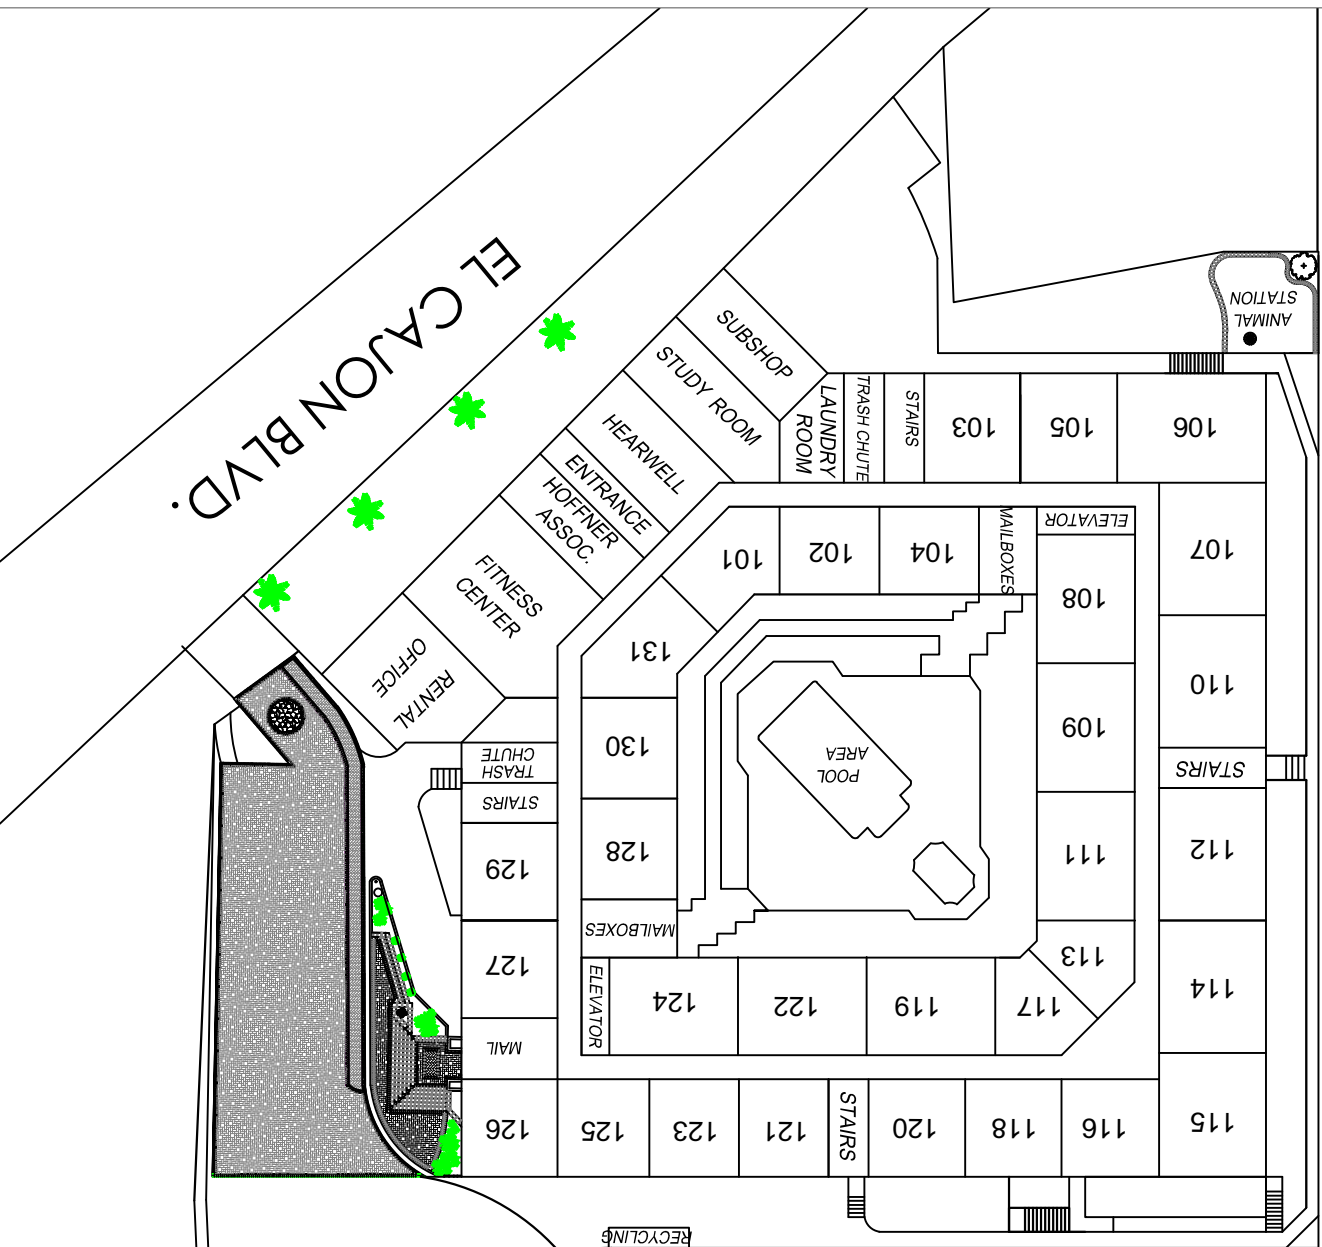 EL CAJON BLVD.
ANIMAL
STATION
SUBSHOP
STUDY ROOM
HEARWELL
ENTRANCE
HOFFNER
ASSOC.
FITNESS
CENTER
RENTAL
OFFICE
LAUNDRY
ROOM
TRASH CHUTE
STAIRS
103
105
106
101
102
104
MAILBOXES
ELEVATOR
107
108
131
110
109
130
POOL
AREA
TRASH
CHUTE
STAIRS
STAIRS
129
128
111
112
MAILBOXES
127
113
114
ELEVATOR
124
122
119
117
MAIL
126
125
123
121
STAIRS
120
118
116
115
RECYCLING